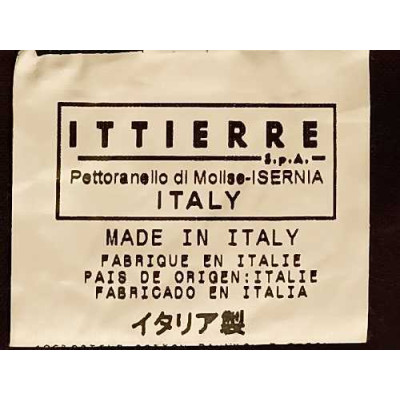 ITTIERRE
S.p.A.
Pettoranello di Molise-ISERNIA
ITALY
MADE IN ITALY
FABRIQUE EN ITALIE
PAIS DE ORIGEN:ITALIE
FABRICADO EN ITALIA
イタリア製